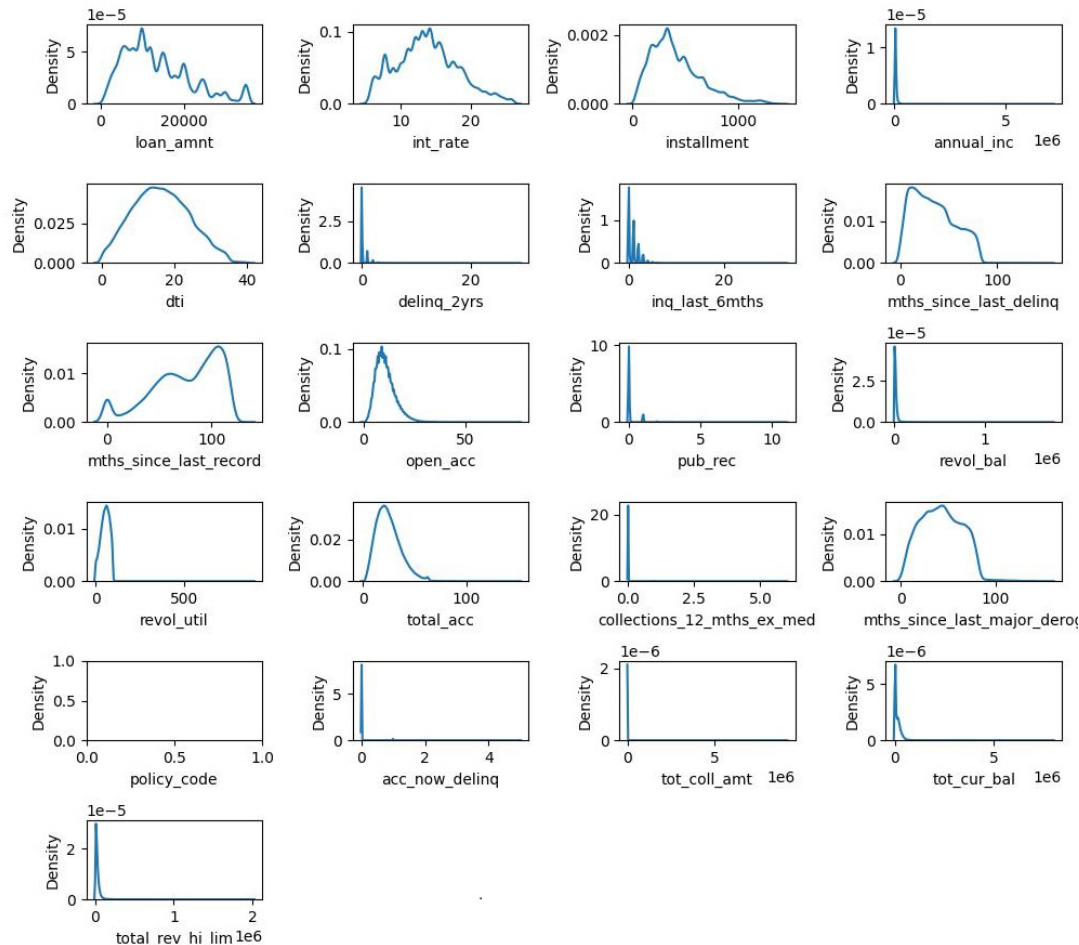 1e−5
5
0
Density
0 20000
loan_amnt
0.1
0.0
Density
10 20
int_rate
0.002
0.000
Density
0 1000
installment
1e−5
1
0
Density
0 5
annual_inc 1e6
0.025
0.000
Density
0 20 40
dti
2.5
0.0
Density
0 20
delinq_2yrs
1
0
Density
0 20
inq_last_6mths
0.01
0.00
Density
0 100
mths_since_last_delinq
0.01
0.00
Density
0 100
mths_since_last_record
0.1
0.0
Density
0 50
open_acc
10
5
0
Density
0 5 10
pub_rec
1e−5
2.5
0.0
Density
0 1
revol_bal 1e6
0.01
0.00
Density
0 500
revol_util
0.02
0.00
Density
0 100
total_acc
20
0
Density
0.0 2.5 5.0
collections_12_mths_ex_med
0.01
0.00
Density
0 100
mths_since_last_major_derog
1.0
0.5
0.0
Density
0.0 0.5 1.0
policy_code
5
0
Density
0 2 4
acc_now_delinq
1e−6
2
1
0
Density
0 5
tot_coll_amt 1e6
1e−6
5
0
Density
0 5
tot_cur_bal 1e6
1e−5
2
0
Density
0 1 2
total_rev_hi_lim 1e6